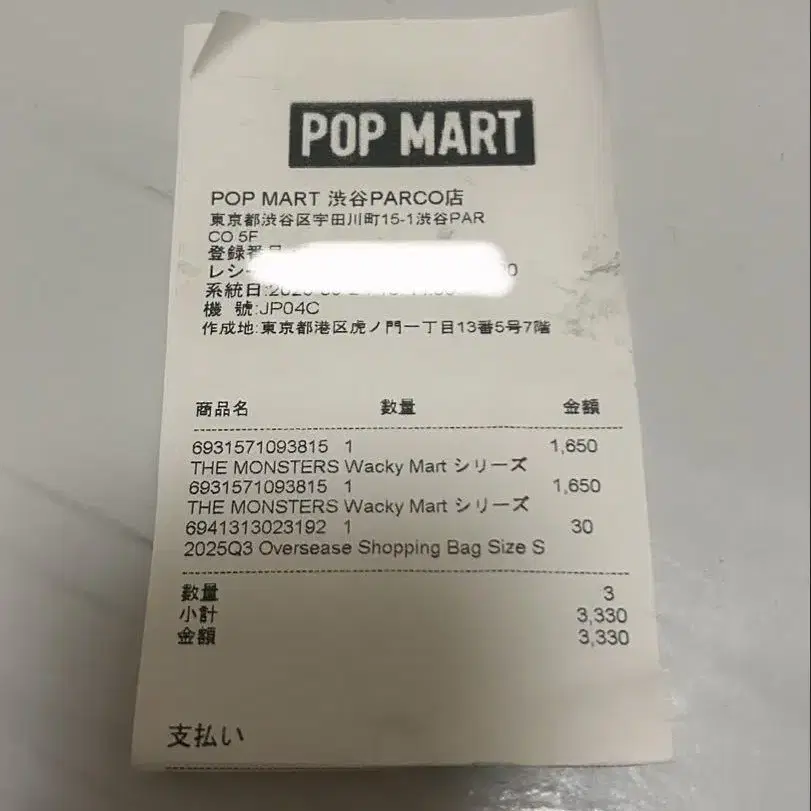 POP MART
POP MART 渋谷PARCO店
東京都渋谷区宇田川町15-1渋谷PAR
CO 5F
登録番号
レシ
系統日:
機 號:JP04C
作成地:東京都港区虎ノ門一丁目13番5号7階
商品名 數量 金額
6931571093815 1 1,650
THE MONSTERS Wacky Mart シリーズ
6931571093815 1 1,650
THE MONSTERS Wacky Mart シリーズ
6941313023192 1 30
2025Q3 Oversease Shopping Bag Size S
數量 3
小計 3,330
金額 3,330
支払い